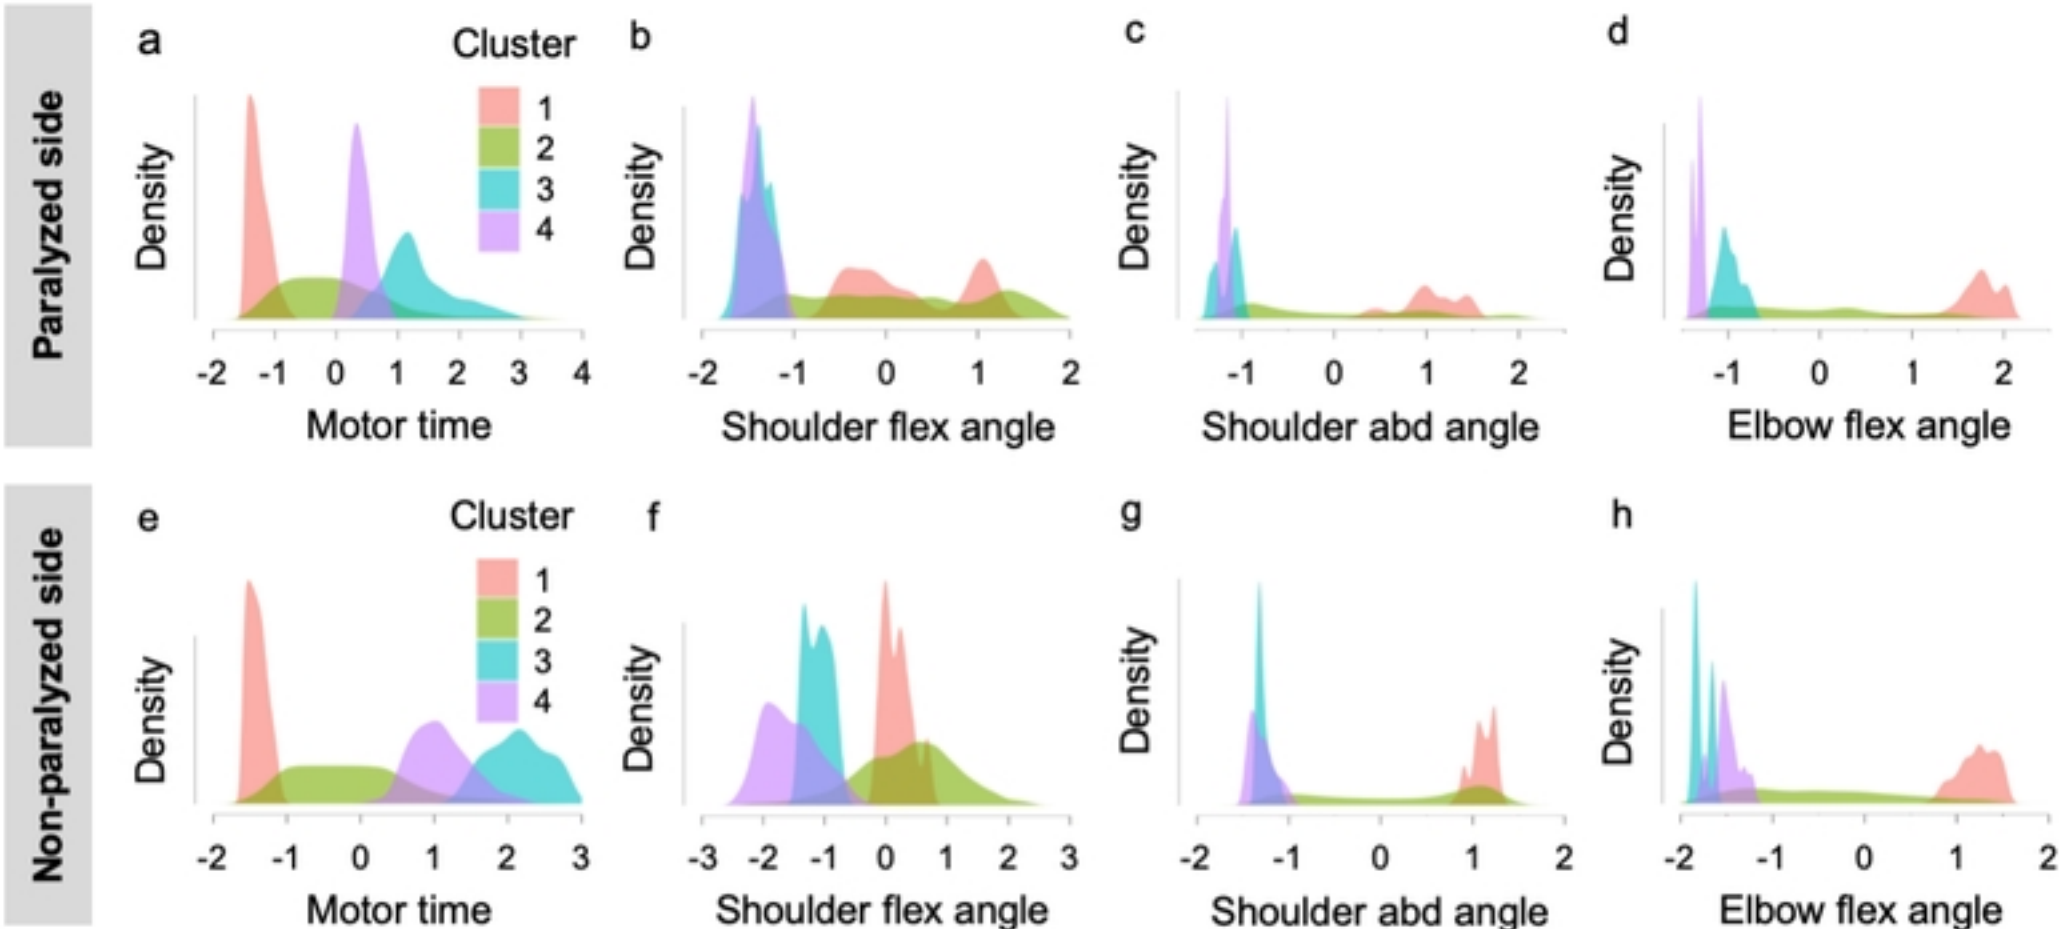 Paralyzed side
a
Cluster
1
2
3
4
Density
-2 -1 0 1 2 3 4
Motor time
b
Density
-2 -1 0 1 2
Shoulder flex angle
c
Density
-1 0 1 2
Shoulder abd angle
d
Density
-1 0 1 2
Elbow flex angle
Non-paralyzed side
e
Cluster
1
2
3
4
Density
-2 -1 0 1 2 3
Motor time
f
Density
-3 -2 -1 0 1 2 3
Shoulder flex angle
g
Density
-2 -1 0 1 2
Shoulder abd angle
h
Density
-2 -1 0 1 2
Elbow flex angle